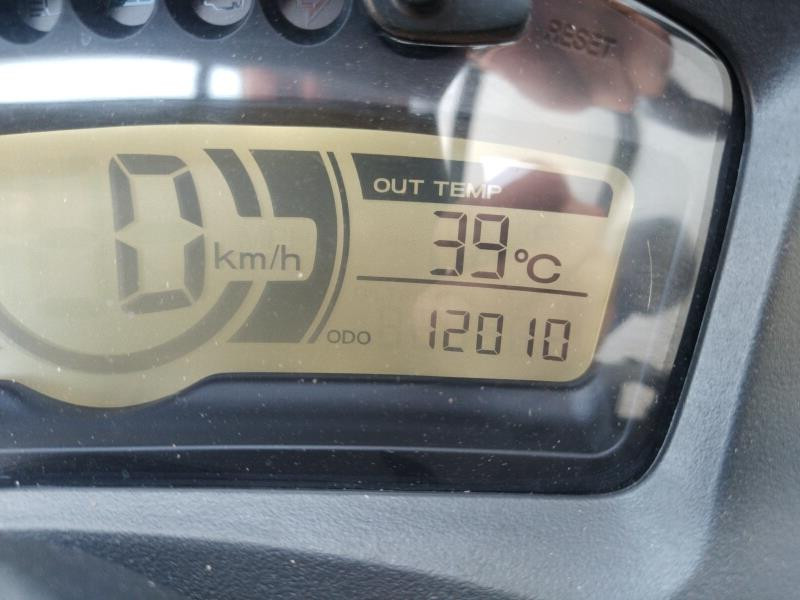 RESET
OUT TEMP
39°C
0 km/h
ODO 12010